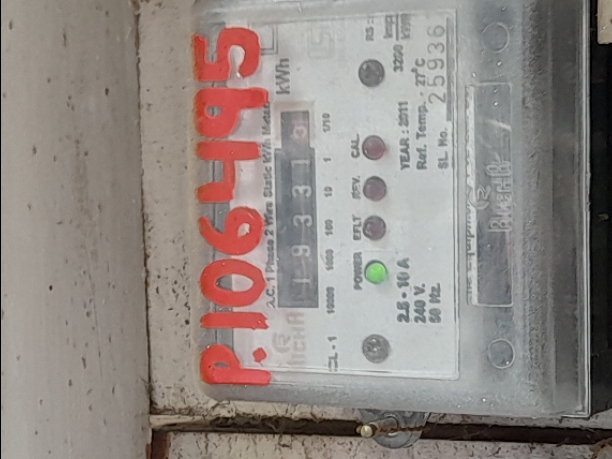 P.106495
A.C. 1 Phase 2 Wire Static kWh Meter
kWh
1 9 3 3 1
10000 1000 100 10 1 1/10
CL - 1
POWER EFLT REV. CAL.
3200 imp/kWh
2.5 - 10 A
240 V.
50 Hz.
YEAR : 2011
Ref. Temp. - 27°C
SL No. 25936